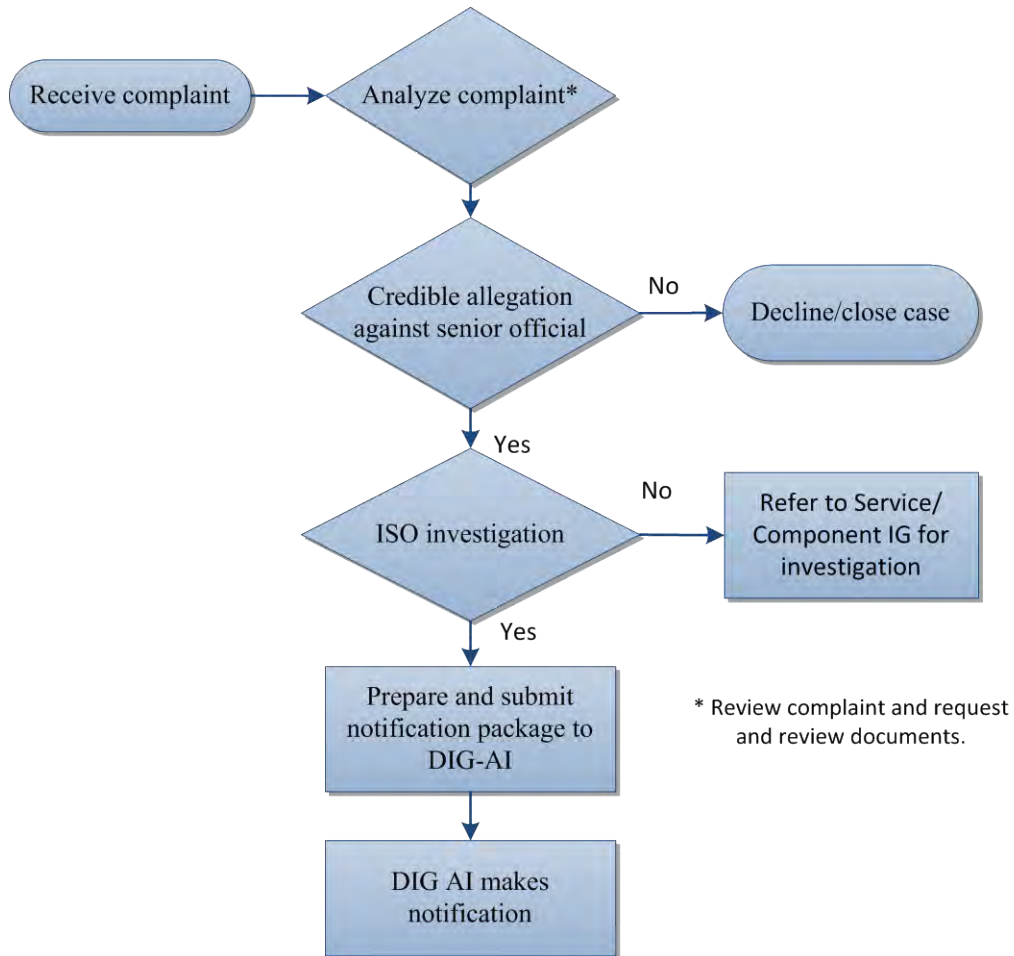 Receive complaint
Analyze complaint*
Credible allegation
against senior official
No
Decline/close case
Yes
ISO investigation
No
Refer to Service/
Component IG for
investigation
Yes
Prepare and submit
notification package to
DIG-AI
* Review complaint and request
and review documents.
DIG AI makes
notification